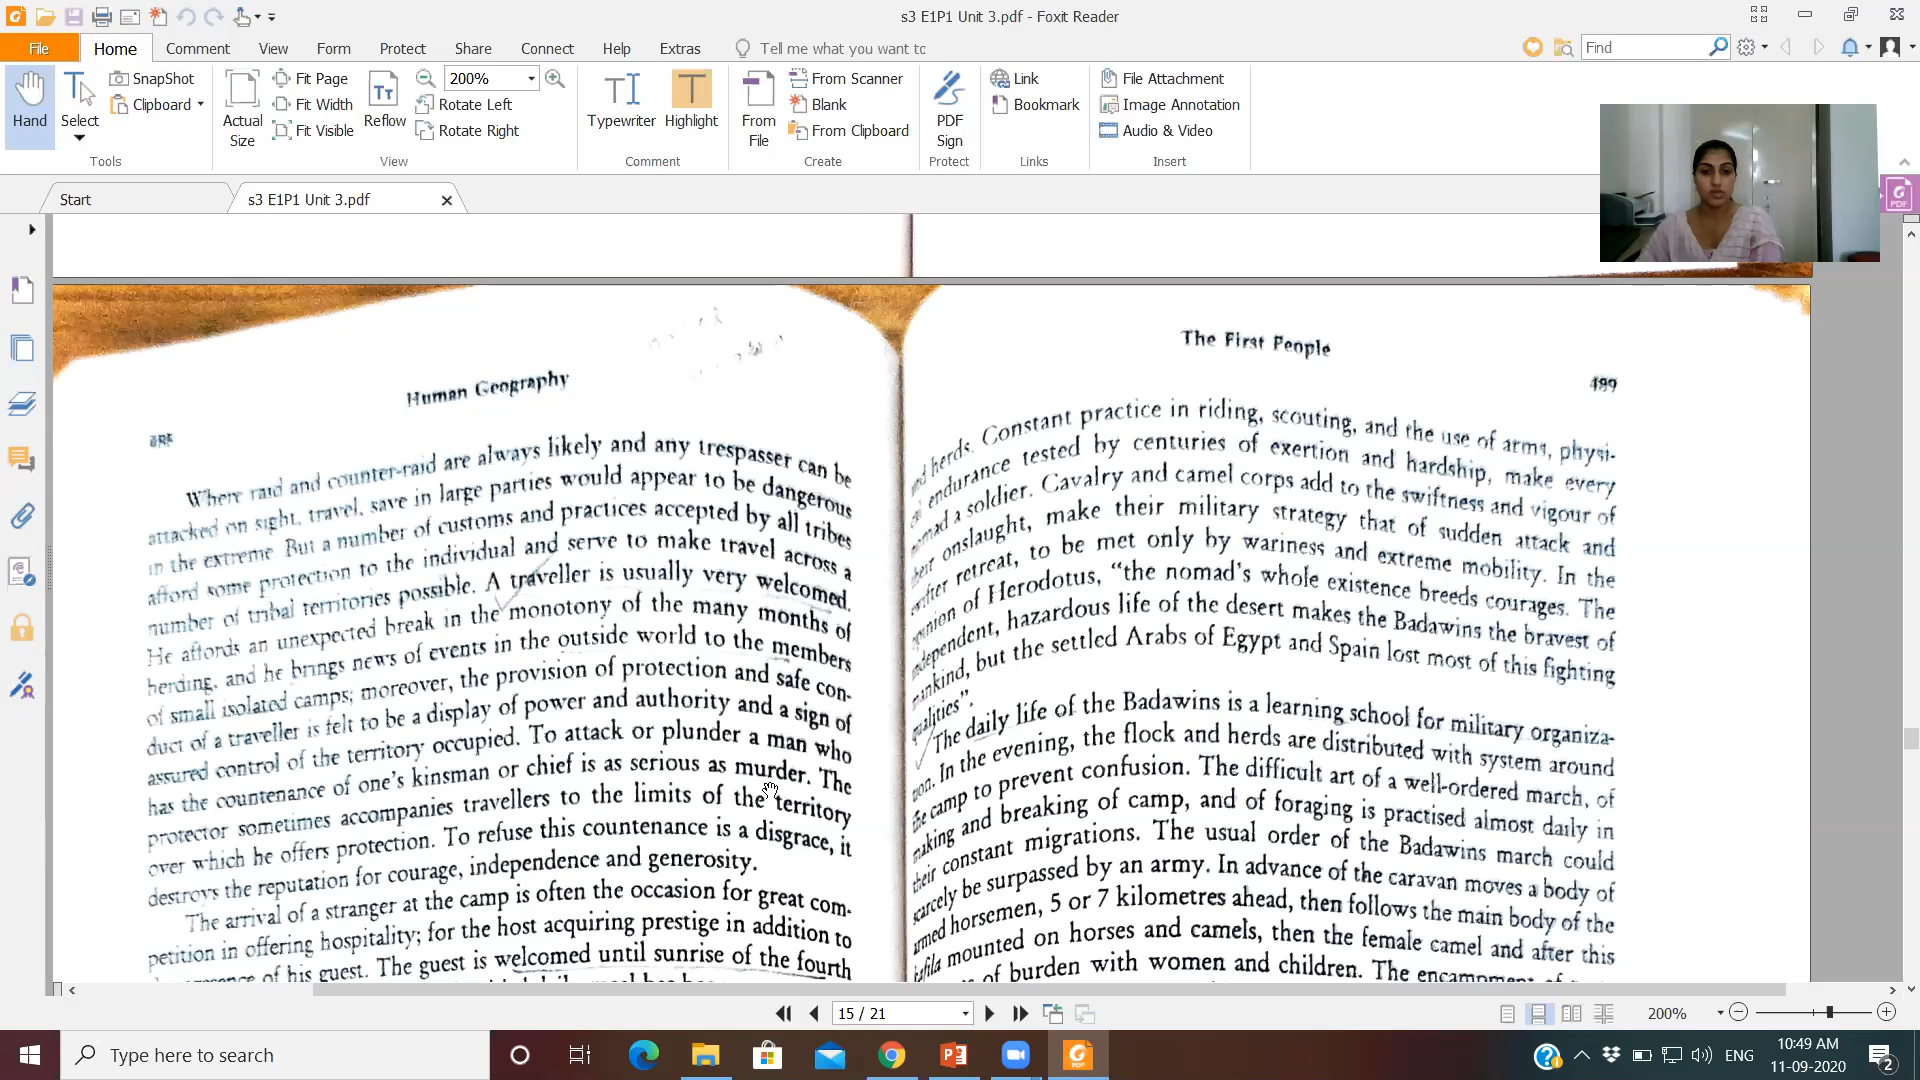 s3 E1P1 Unit 3.pdf - Foxit Reader
File Home Comment View Form Protect Share Connect Help Extras Tell me what you want to Find
Hand
Tools
Select
SnapShot
Clipboard
Actual Size
Fit Page
Fit Width
Fit Visible
Reflow
200%
Rotate Left
Rotate Right
View
Typewriter
Highlight
Comment
From File
From Scanner
Blank
From Clipboard
Create
PDF Sign
Protect
Link
Bookmark
Links
File Attachment
Image Annotation
Audio & Video
Insert
Start
s3 E1P1 Unit 3.pdf
Human Geography
Where raid and counter-raid are always likely and any trespasser can be
attacked on sight, travel, save in large parties would appear to be dangerous
in the extreme. But a number of customs and practices accepted by all tribes
afford some protection to the individual and serve to make travel across a
number of tribal territories possible. A traveller is usually very welcomed.
He affords an unexpected break in the monotony of the many months of
herding, and he brings news of events in the outside world to the members
of small isolated camps; moreover, the provision of protection and safe con-
duct of a traveller is felt to be a display of power and authority and a sign of
assured control of the territory occupied. To attack or plunder a man who
has the countenance of one's kinsman or chief is as serious as murder. The
protector sometimes accompanies travellers to the limits of the territory
over which he offers protection. To refuse this countenance is a disgrace, it
destroys the reputation for courage, independence and generosity.
The arrival of a stranger at the camp is often the occasion for great com-
petition in offering hospitality; for the host acquiring prestige in addition to
of his guest. The guest is welcomed until sunrise of the fourth
The First People
499
and herds. Constant practice in riding, scouting, and the use of arms, physi-
cal endurance tested by centuries of exertion and hardship, make every
nomad a soldier. Cavalry and camel corps add to the swiftness and vigour of
their onslaught, make their military strategy that of sudden attack and
swifter retreat, to be met only by wariness and extreme mobility. In the
opinion of Herodotus, "the nomad's whole existence breeds courages. The
independent, hazardous life of the desert makes the Badawins the bravest of
mankind, but the settled Arabs of Egypt and Spain lost most of this fighting
qualities".
The daily life of the Badawins is a learning school for military organiza-
tion. In the evening, the flock and herds are distributed with system around
the camp to prevent confusion. The difficult art of a well-ordered march, of
making and breaking of camp, and of foraging is practised almost daily in
their constant migrations. The usual order of the Badawins march could
scarcely be surpassed by an army. In advance of the caravan moves a body of
armed horsemen, 5 or 7 kilometres ahead, then follows the main body of the
kafila mounted on horses and camels, then the female camel and after this
of burden with women and children. The encampment of
15 / 21
200%
Type here to search
ENG
10:49 AM
11-09-2020
2